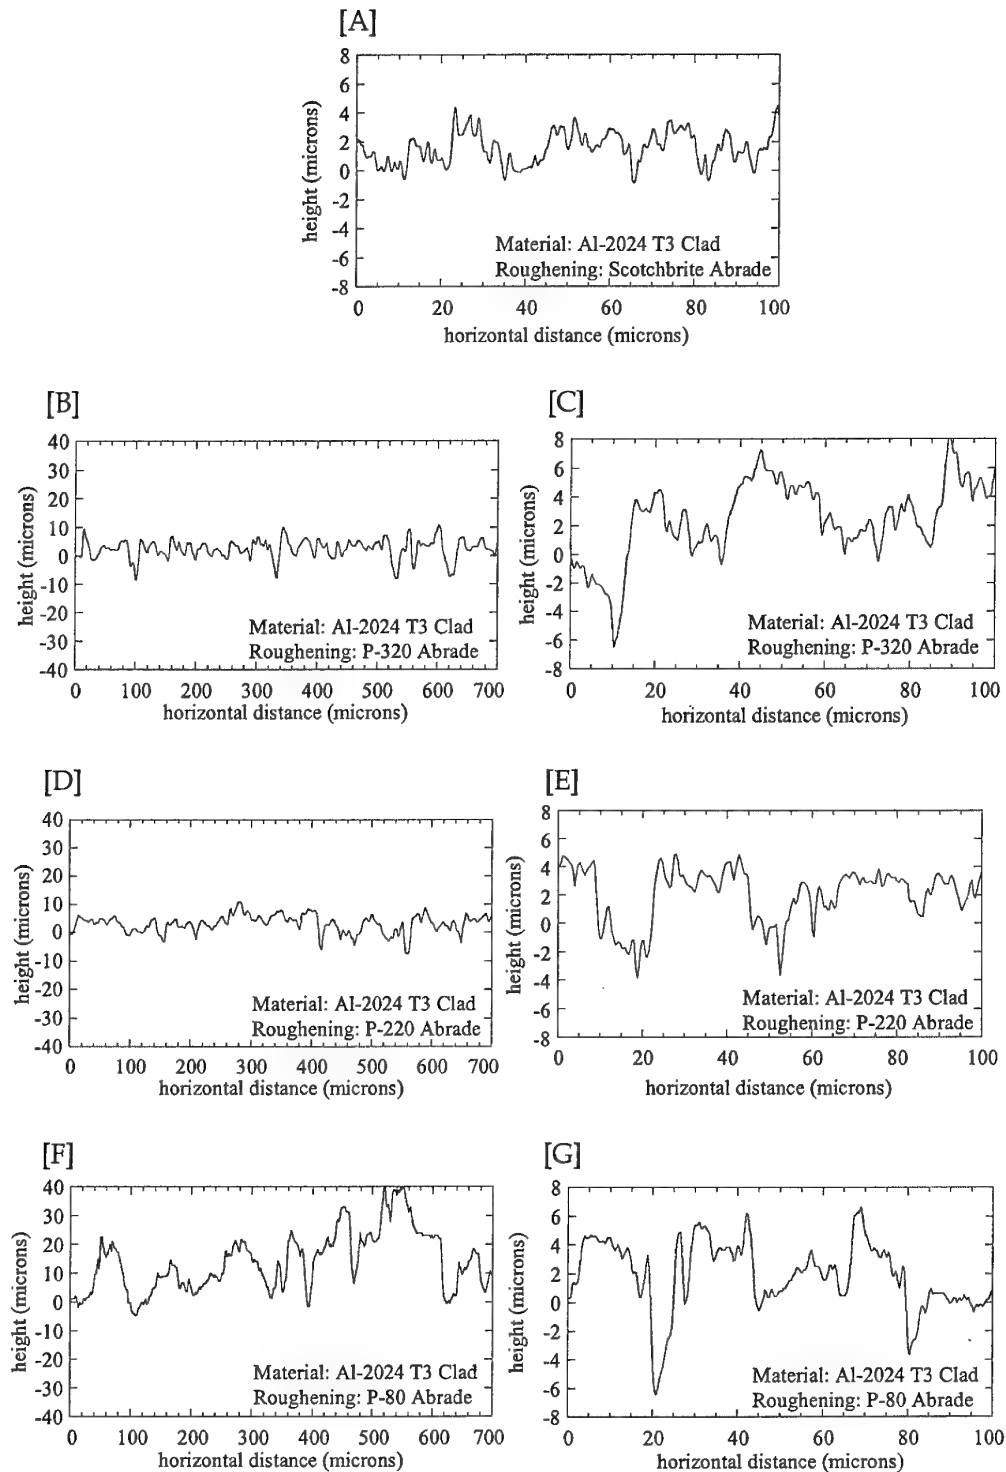 [A]
8
6
4
2
0
-2
-4
-6
-8
height (microns)
Material: Al-2024 T3 Clad
Roughening: Scotchbrite Abrade
0 20 40 60 80 100
horizontal distance (microns)
[B]
40
30
20
10
0
-10
-20
-30
-40
height (microns)
Material: Al-2024 T3 Clad
Roughening: P-320 Abrade
0 100 200 300 400 500 600 700
horizontal distance (microns)
[C]
8
6
4
2
0
-2
-4
-6
-8
height (microns)
Material: Al-2024 T3 Clad
Roughening: P-320 Abrade
0 20 40 60 80 100
horizontal distance (microns)
[D]
40
30
20
10
0
-10
-20
-30
-40
height (microns)
Material: Al-2024 T3 Clad
Roughening: P-220 Abrade
0 100 200 300 400 500 600 700
horizontal distance (microns)
[E]
8
6
4
2
0
-2
-4
-6
-8
height (microns)
Material: Al-2024 T3 Clad
Roughening: P-220 Abrade
0 20 40 60 80 100
horizontal distance (microns)
[F]
40
30
20
10
0
-10
-20
-30
-40
height (microns)
Material: Al-2024 T3 Clad
Roughening: P-80 Abrade
0 100 200 300 400 500 600 700
horizontal distance (microns)
[G]
8
6
4
2
0
-2
-4
-6
-8
height (microns)
Material: Al-2024 T3 Clad
Roughening: P-80 Abrade
0 20 40 60 80 100
horizontal distance (microns)